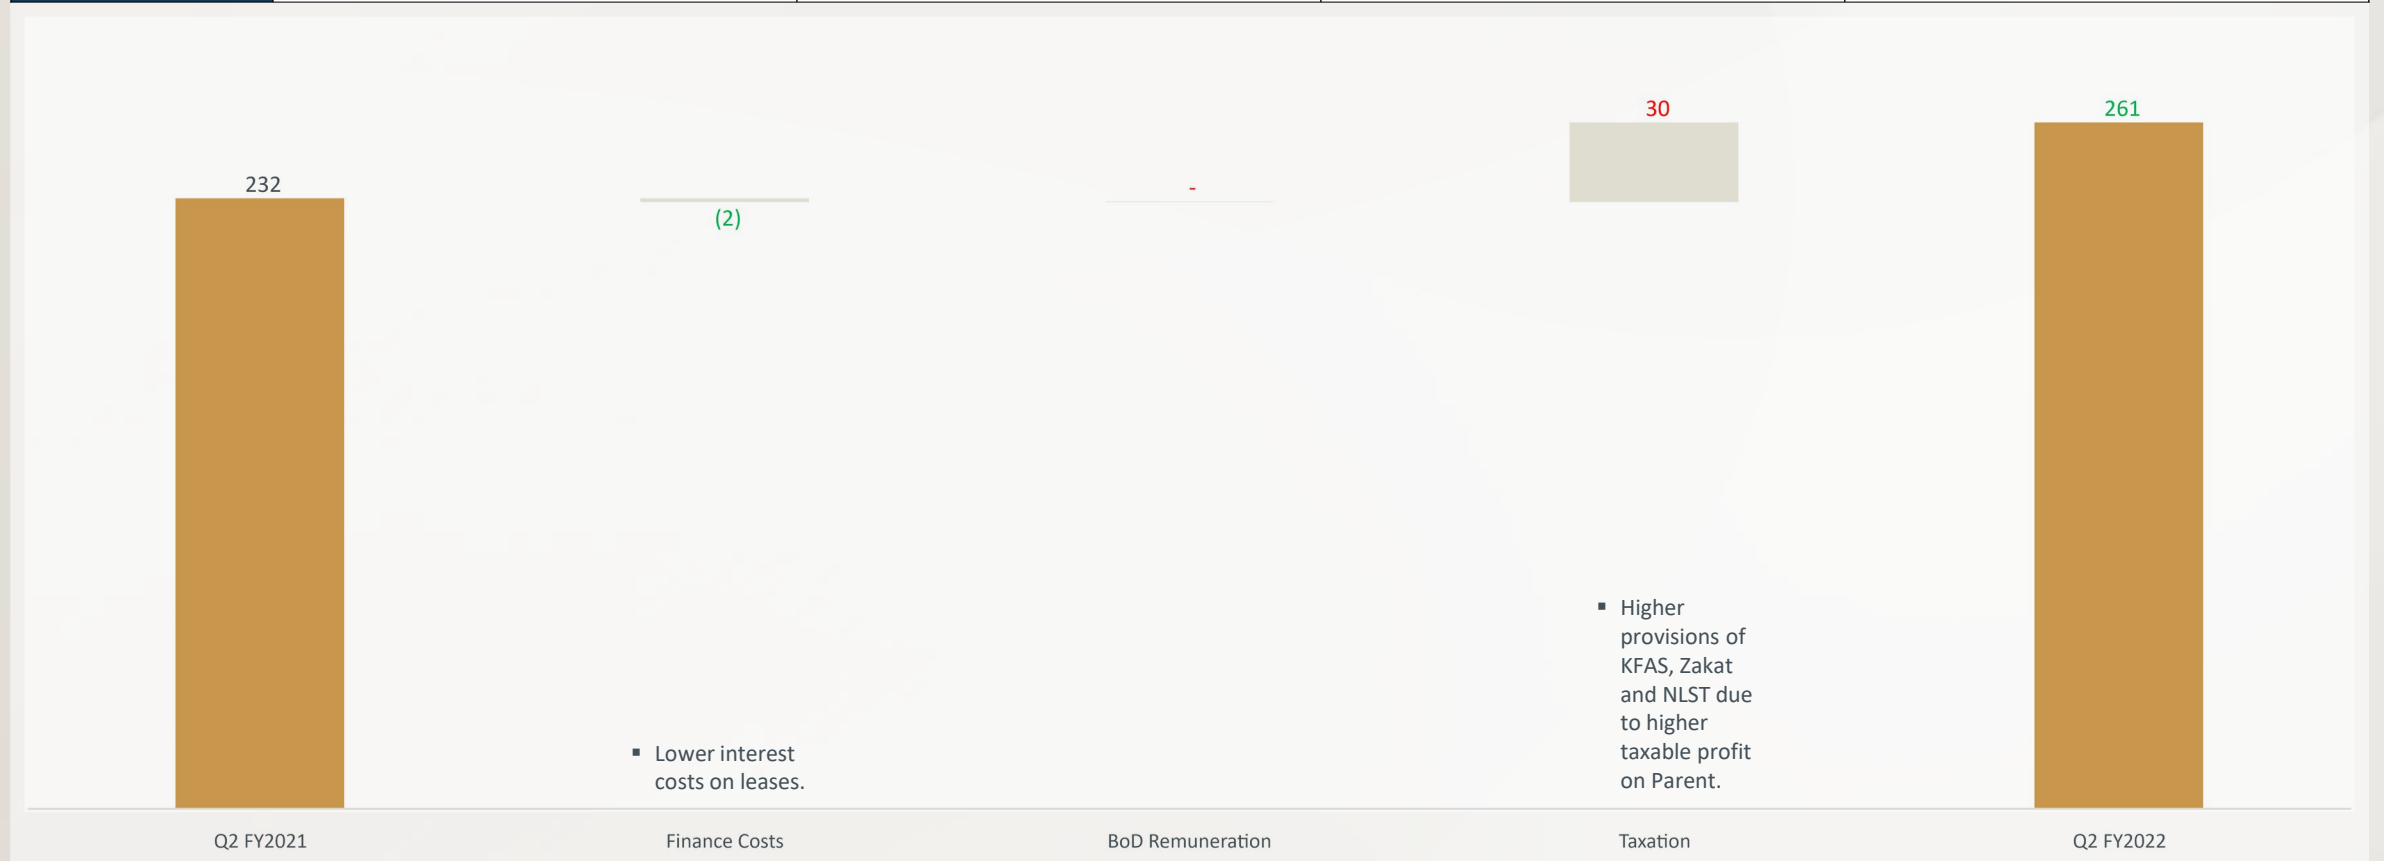 30
261
232
-
(2)
▪ Higher
provisions of
KFAS, Zakat
and NLST due
to higher
taxable profit
on Parent.
▪ Lower interest
costs on leases.
Q2 FY2021
Finance Costs
BoD Remuneration
Taxation
Q2 FY2022